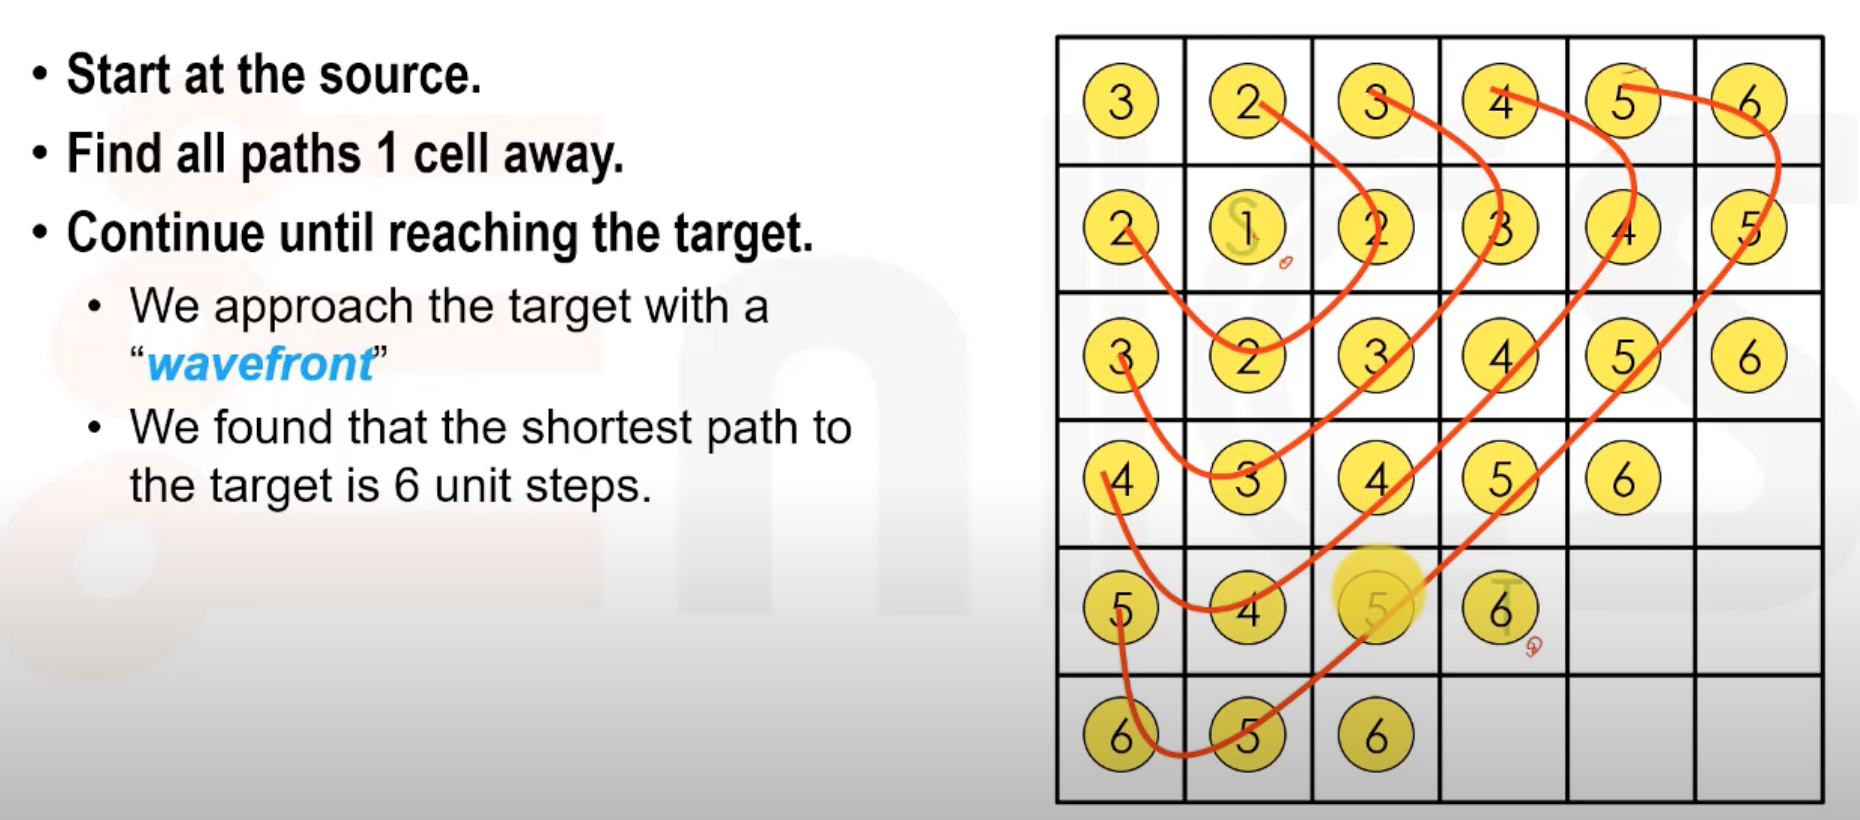 • Start at the source.
• Find all paths 1 cell away.
• Continue until reaching the target.
• We approach the target with a
“wavefront”
• We found that the shortest path to
the target is 6 unit steps.
3 2 3 4 5 6
2 S 1 2 3 4 5
3 2 3 4 5 6
4 3 4 5 6
5 4 5 T 6
6 5 6